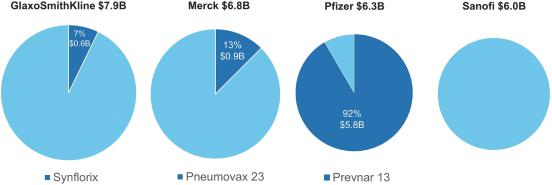 GlaxoSmithKline $7.9B
Merck $6.8B
Pfizer $6.3B
Sanofi $6.0B
7%
$0.6B
13%
$0.9B
92%
$5.8B
Synflorix
Pneumovax 23
Prevnar 13